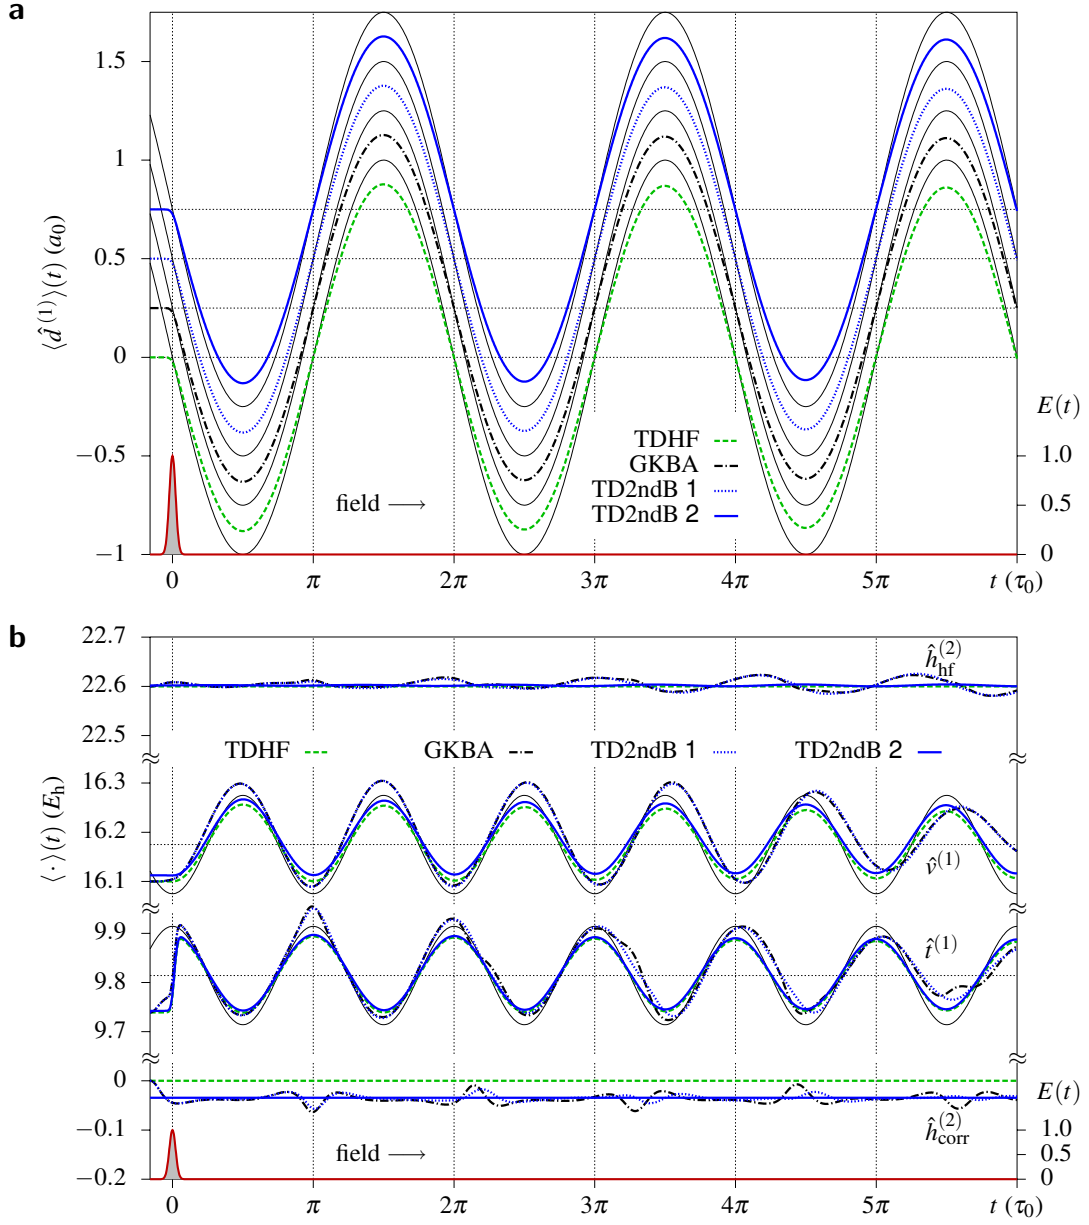 a
1.5
1
0.5
0
−0.5
−1
⟨d̂⁽¹⁾⟩(t) (a₀)
E(t)
1.0
0.5
0
TDHF
GKBA
TD2ndB 1
TD2ndB 2
field ⟶
0 π 2π 3π 4π 5π t (τ₀)
b
22.7
22.6
22.5
ĥ_hf^(2)
TDHF GKBA TD2ndB 1 TD2ndB 2
16.3
16.2
16.1
⟨·⟩(t) (E_h)
v̂⁽¹⁾
9.9
9.8
9.7
t̂⁽¹⁾
0
−0.1
−0.2
ĥ_corr^(2)
E(t)
1.0
0.5
0
field ⟶
0 π 2π 3π 4π 5π t (τ₀)